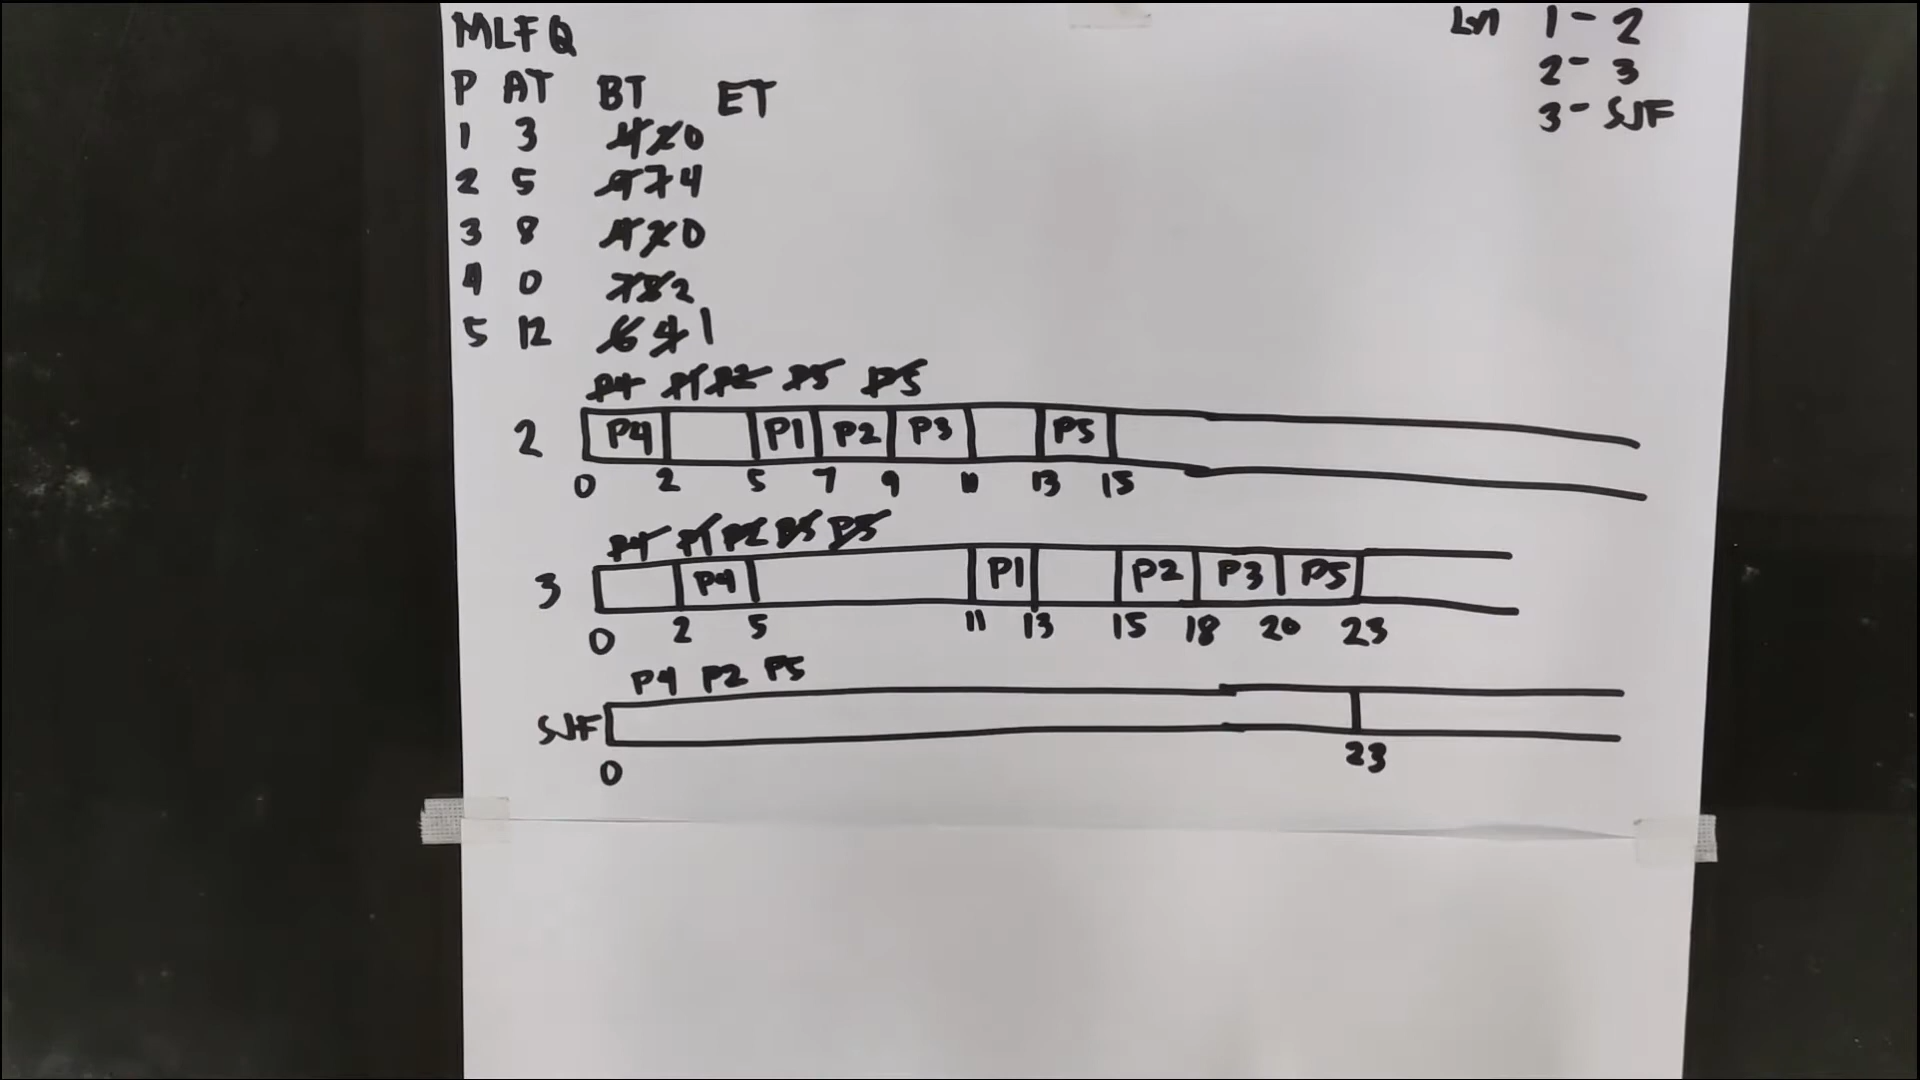 MLFQ
Lvl 1 - 2
2 - 3
3 - SJF
P AT BT ET
1 3 4 2 0
2 5 9 7 4
3 8 4 2 0
4 0 7 5 2
5 12 6 4 1
P4 P1 P2 P3 P5
2 P4 P1 P2 P3 P5
0 2 5 7 9 11 13 15
P4 P1 P2 P3 P5
3 P4 P1 P2 P3 P5
0 2 5 11 13 15 18 20 23
P4 P2 P5
SJF
0 23